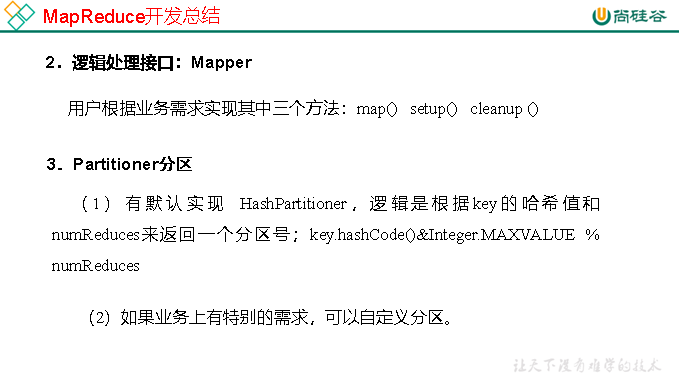 MapReduce开发总结
尚硅谷
2．逻辑处理接口：Mapper
用户根据业务需求实现其中三个方法：map() setup() cleanup ()
3．Partitioner分区
（1）有默认实现 HashPartitioner，逻辑是根据key的哈希值和
numReduces来返回一个分区号；key.hashCode()&Integer.MAXVALUE %
numReduces
（2）如果业务上有特别的需求，可以自定义分区。
让天下没有难学的技术